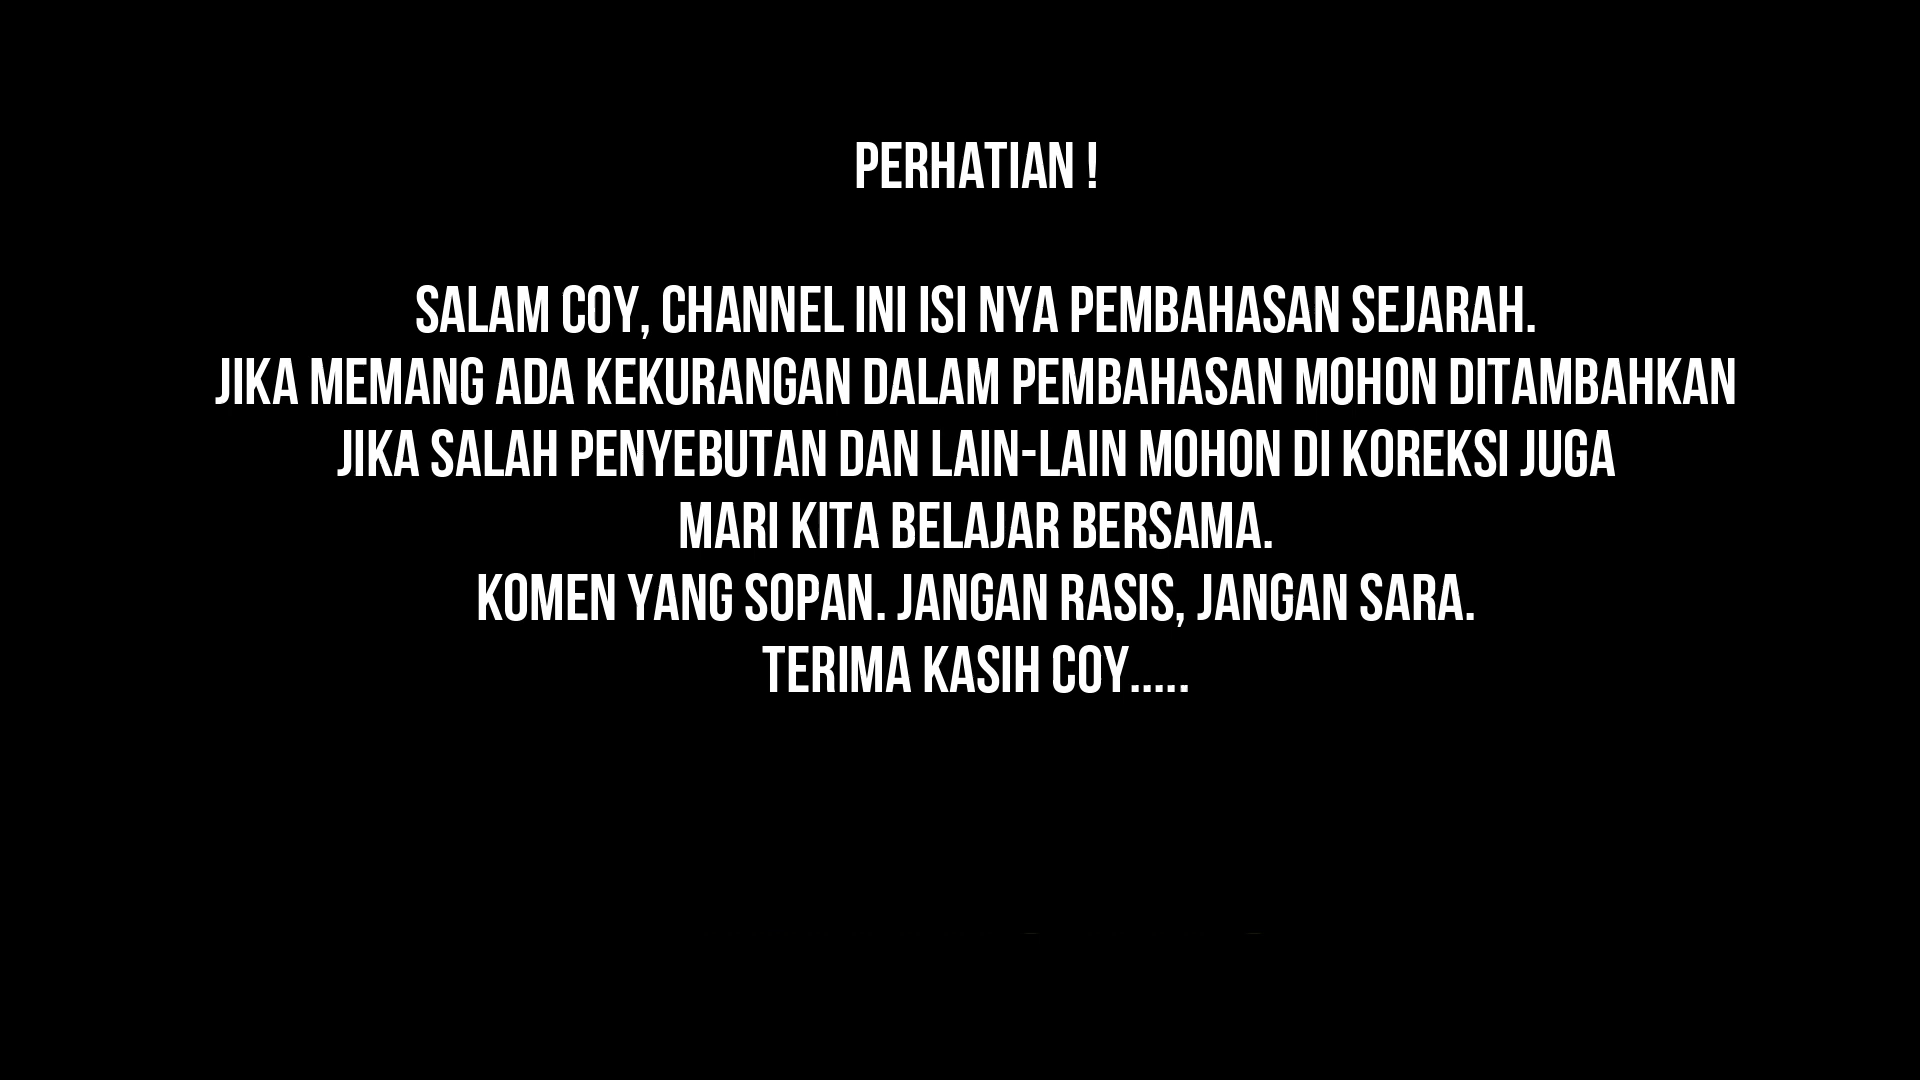 PERHATIAN !
SALAM COY, CHANNEL INI ISI NYA PEMBAHASAN SEJARAH.
JIKA MEMANG ADA KEKURANGAN DALAM PEMBAHASAN MOHON DITAMBAHKAN
JIKA SALAH PENYEBUTAN DAN LAIN-LAIN MOHON DI KOREKSI JUGA
MARI KITA BELAJAR BERSAMA.
KOMEN YANG SOPAN. JANGAN RASIS, JANGAN SARA.
TERIMA KASIH COY.....